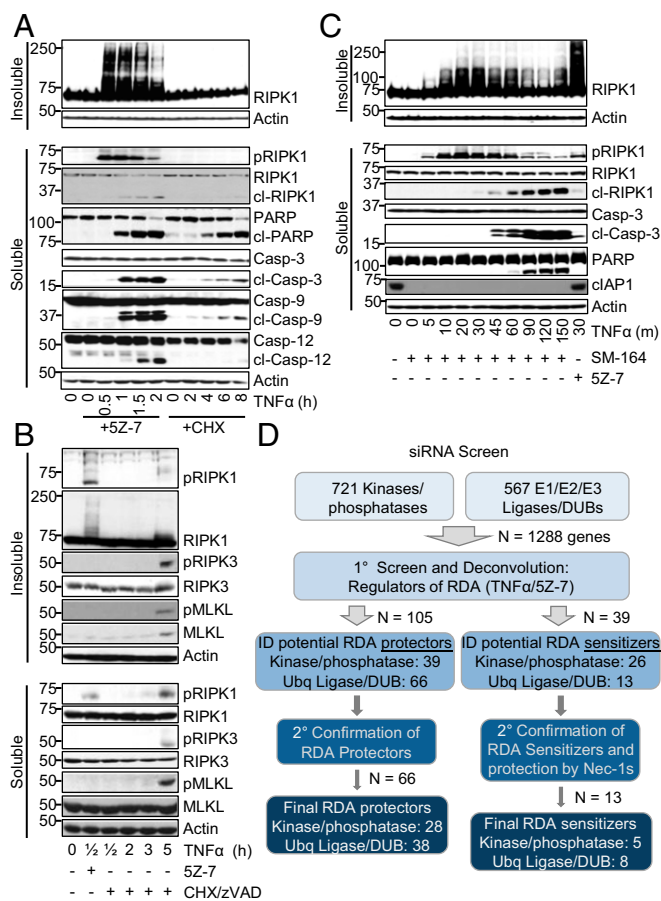 A
Insoluble
250
75
50
RIPK1
Actin
Soluble
75
50
pRIPK1
75
RIPK1
37
cl-RIPK1
100
PARP
75
cl-PARP
Casp-3
cl-Casp-3
Casp-9
37
cl-Casp-9
50
Casp-12
cl-Casp-12
Actin
0 0 0.5 1 1.5 2 0 2 4 6 8 TNFα (h)
+5Z-7 +CHX
B
Insoluble
75
pRIPK1
250
50
RIPK1
pRIPK3
50
RIPK3
50
pMLKL
50
MLKL
Actin
Soluble
75
pRIPK1
75
RIPK1
50
pRIPK3
50
RIPK3
50
pMLKL
50
MLKL
50
Actin
0 ½ ½ 2 3 5 TNFα (h)
- + - - - - 5Z-7
- - + + + + CHX/zVAD
C
Insoluble
250
100
75
50
RIPK1
Actin
Soluble
75
50
pRIPK1
75
RIPK1
37
cl-RIPK1
37
Casp-3
cl-Casp-3
100
PARP
75
cIAP1
50
Actin
0 0 5 10 20 30 45 60 90 120 150 30 TNFα (m)
- + + + + + + + + + + - SM-164
+ 5Z-7
D
siRNA Screen
721 Kinases/
phosphatases
567 E1/E2/E3
Ligases/DUBs
N = 1288 genes
1° Screen and Deconvolution:
Regulators of RDA (TNFα/5Z-7)
N = 105
N = 39
ID potential RDA protectors
Kinase/phosphatase: 39
Ubq Ligase/DUB: 66
ID potential RDA sensitizers
Kinase/phosphatase: 26
Ubq Ligase/DUB: 13
2° Confirmation of
RDA Protectors
2° Confirmation of
RDA Sensitizers and
protection by Nec-1s
N = 66
N = 13
Final RDA protectors
Kinase/phosphatase: 28
Ubq Ligase/DUB: 38
Final RDA sensitizers
Kinase/phosphatase: 5
Ubq Ligase/DUB: 8